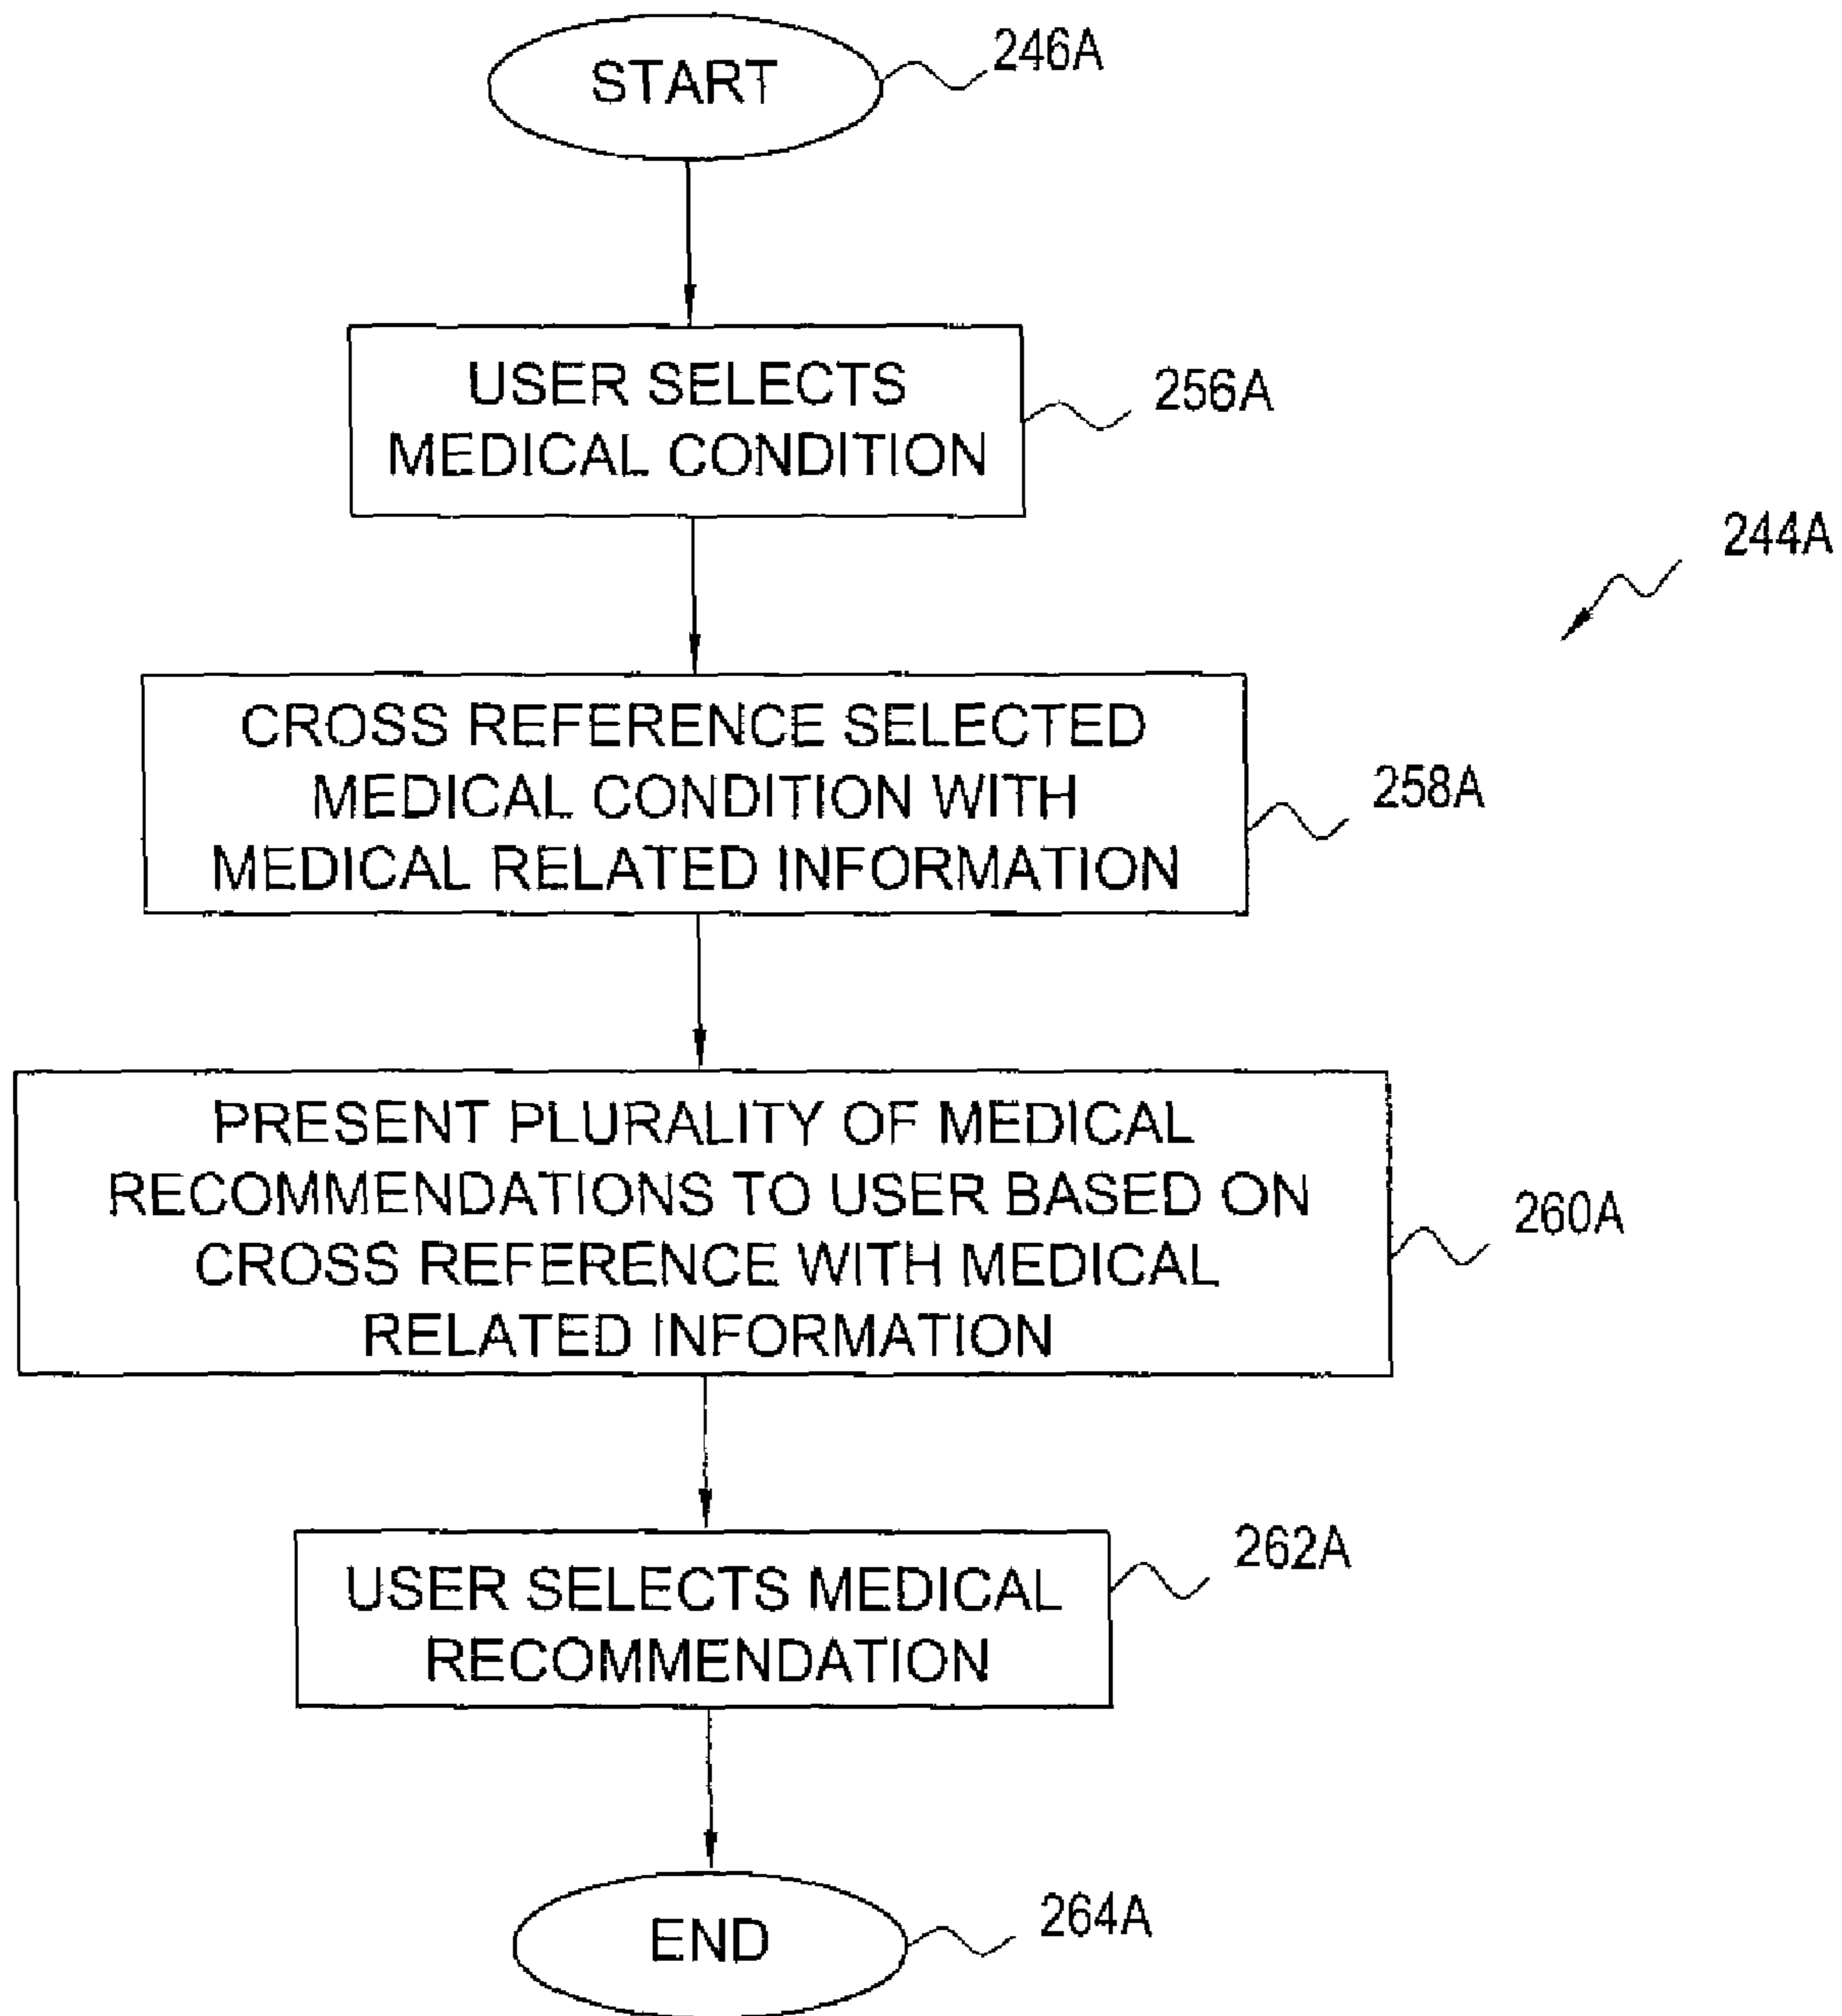 START
246A
USER SELECTS
MEDICAL CONDITION
256A
244A
CROSS REFERENCE SELECTED
MEDICAL CONDITION WITH
MEDICAL RELATED INFORMATION
258A
PRESENT PLURALITY OF MEDICAL
RECOMMENDATIONS TO USER BASED ON
CROSS REFERENCE WITH MEDICAL
RELATED INFORMATION
260A
USER SELECTS MEDICAL
RECOMMENDATION
262A
END
264A